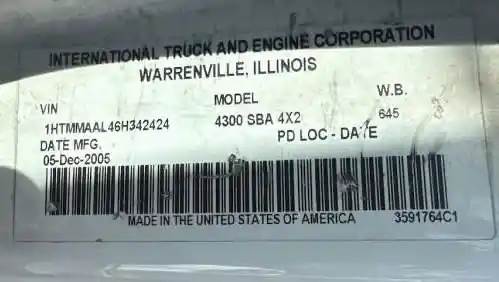 INTERNATIONAL TRUCK AND ENGINE CORPORATION
WARRENVILLE, ILLINOIS
VIN MODEL W.B.
1HTMMAAL46H342424 4300 SBA 4X2 645
DATE MFG. PD LOC - DATE
05-Dec-2005
MADE IN THE UNITED STATES OF AMERICA 3591764C1